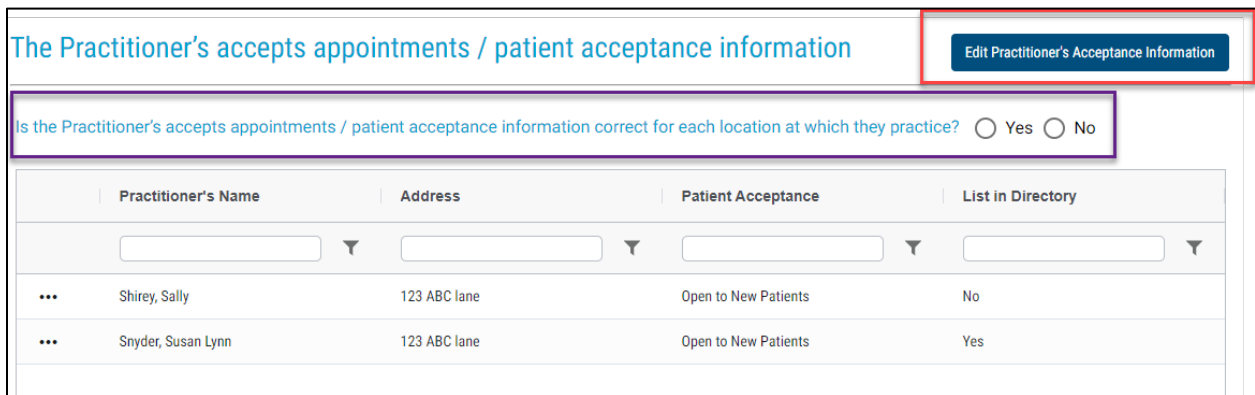 The Practitioner's accepts appointments / patient acceptance information
Edit Practitioner's Acceptance Information
Is the Practitioner's accepts appointments / patient acceptance information correct for each location at which they practice? Yes No
Practitioner's Name Address Patient Acceptance List in Directory
Shirey, Sally 123 ABC lane Open to New Patients No
Snyder, Susan Lynn 123 ABC lane Open to New Patients Yes